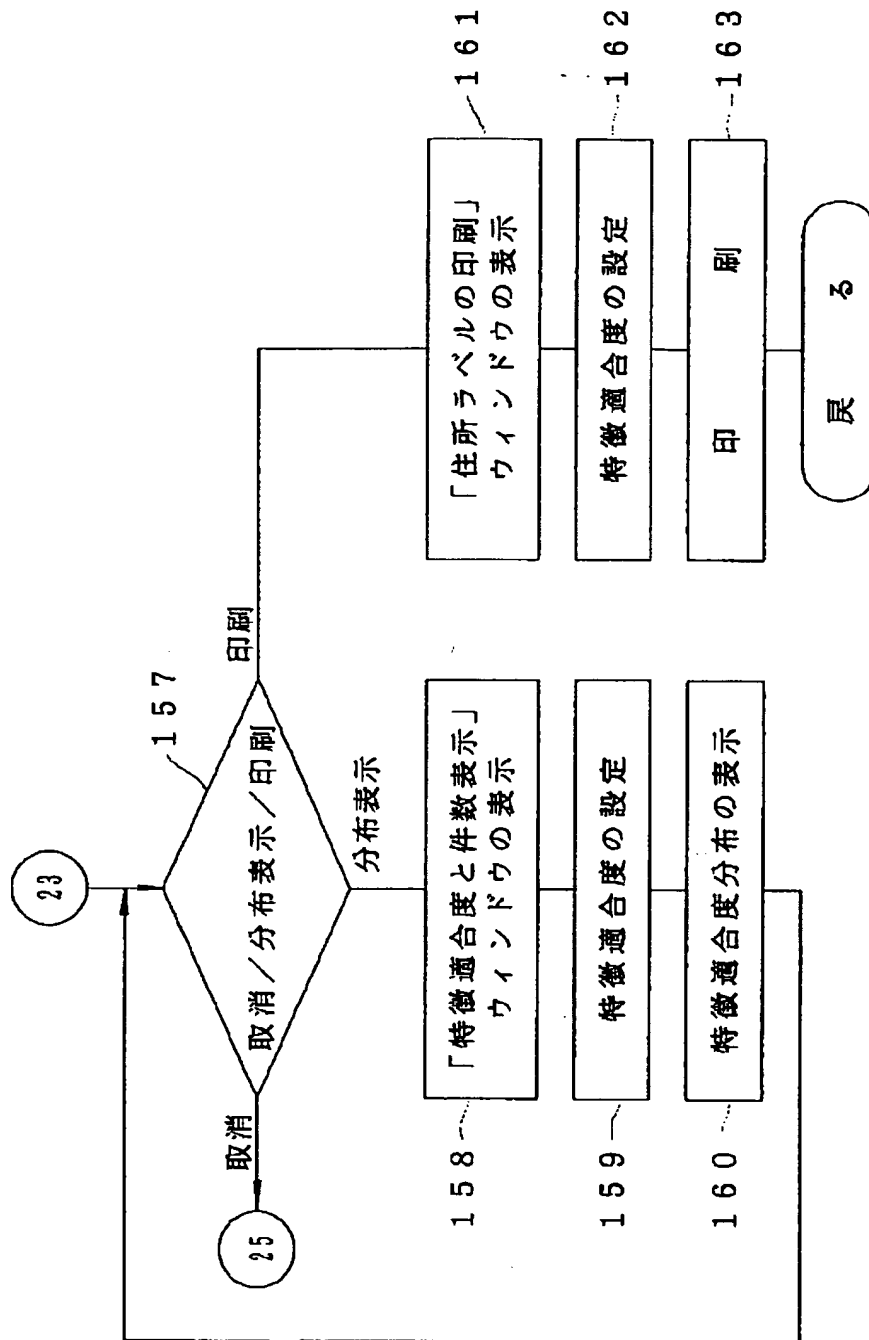 23
157
取消／分布表示／印刷
取消
25
分布表示
印刷
158
「特徴適合度と件数表示」
ウィンドウの表示
159
特徴適合度の設定
160
特徴適合度分布の表示
161
「住所ラベルの印刷」
ウィンドウの表示
162
特徴適合度の設定
163
印刷
戻る